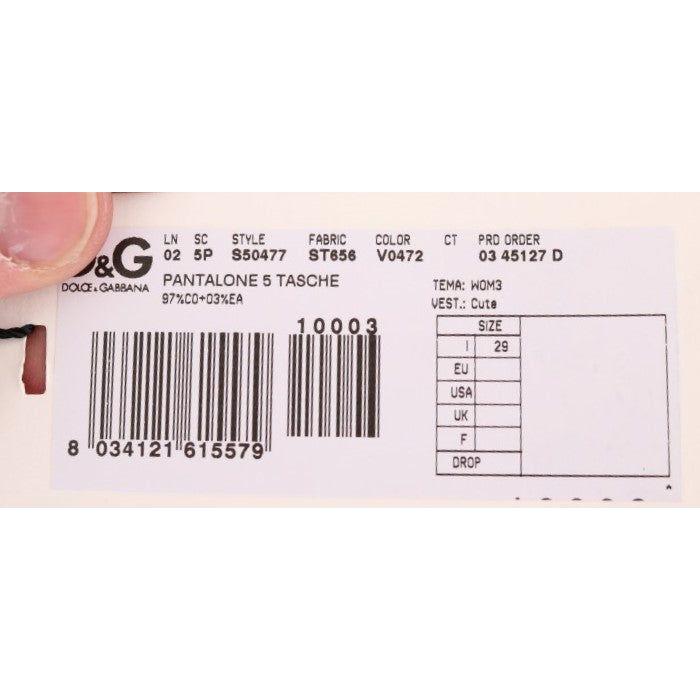 LN SC STYLE FABRIC COLOR CT PRD ORDER
02 5P S50477 ST656 V0472 03 45127 D
&G
DOLCE & GABBANA
PANTALONE 5 TASCHE
97%CO+03%EA
TEMA: WOM3
VEST.: Cute
10003
8 034121 615579
SIZE
I 29
EU
USA
UK
F
DROP